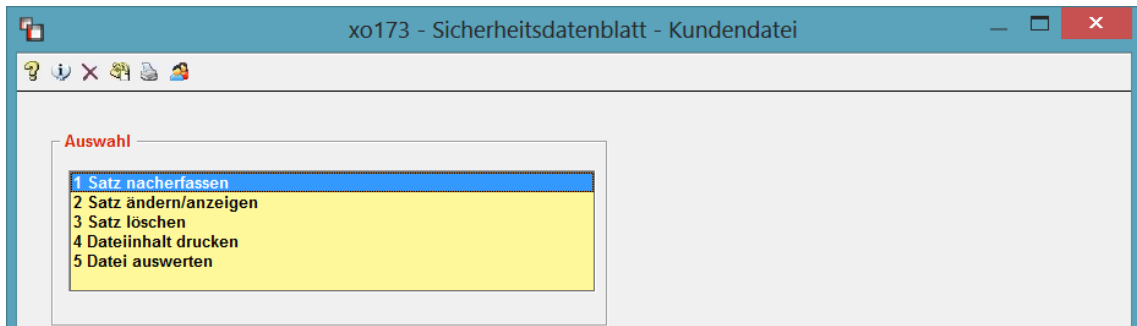 xo173 - Sicherheitsdatenblatt - Kundendatei
Auswahl
1 Satz nacherfassen
2 Satz ändern/anzeigen
3 Satz löschen
4 Dateiinhalt drucken
5 Datei auswerten